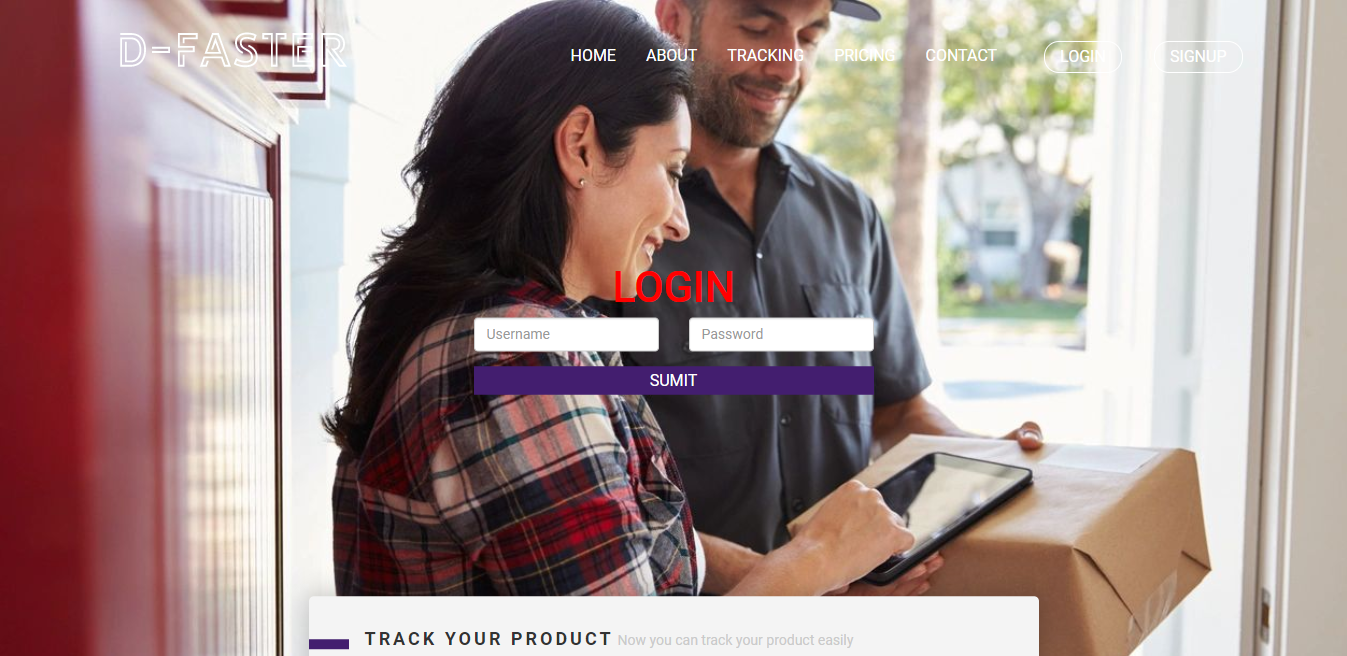 D-FASTER
HOME ABOUT TRACKING PRICING CONTACT LOGIN SIGNUP
LOGIN
Username Password
SUMIT
TRACK YOUR PRODUCT Now you can track your product easily